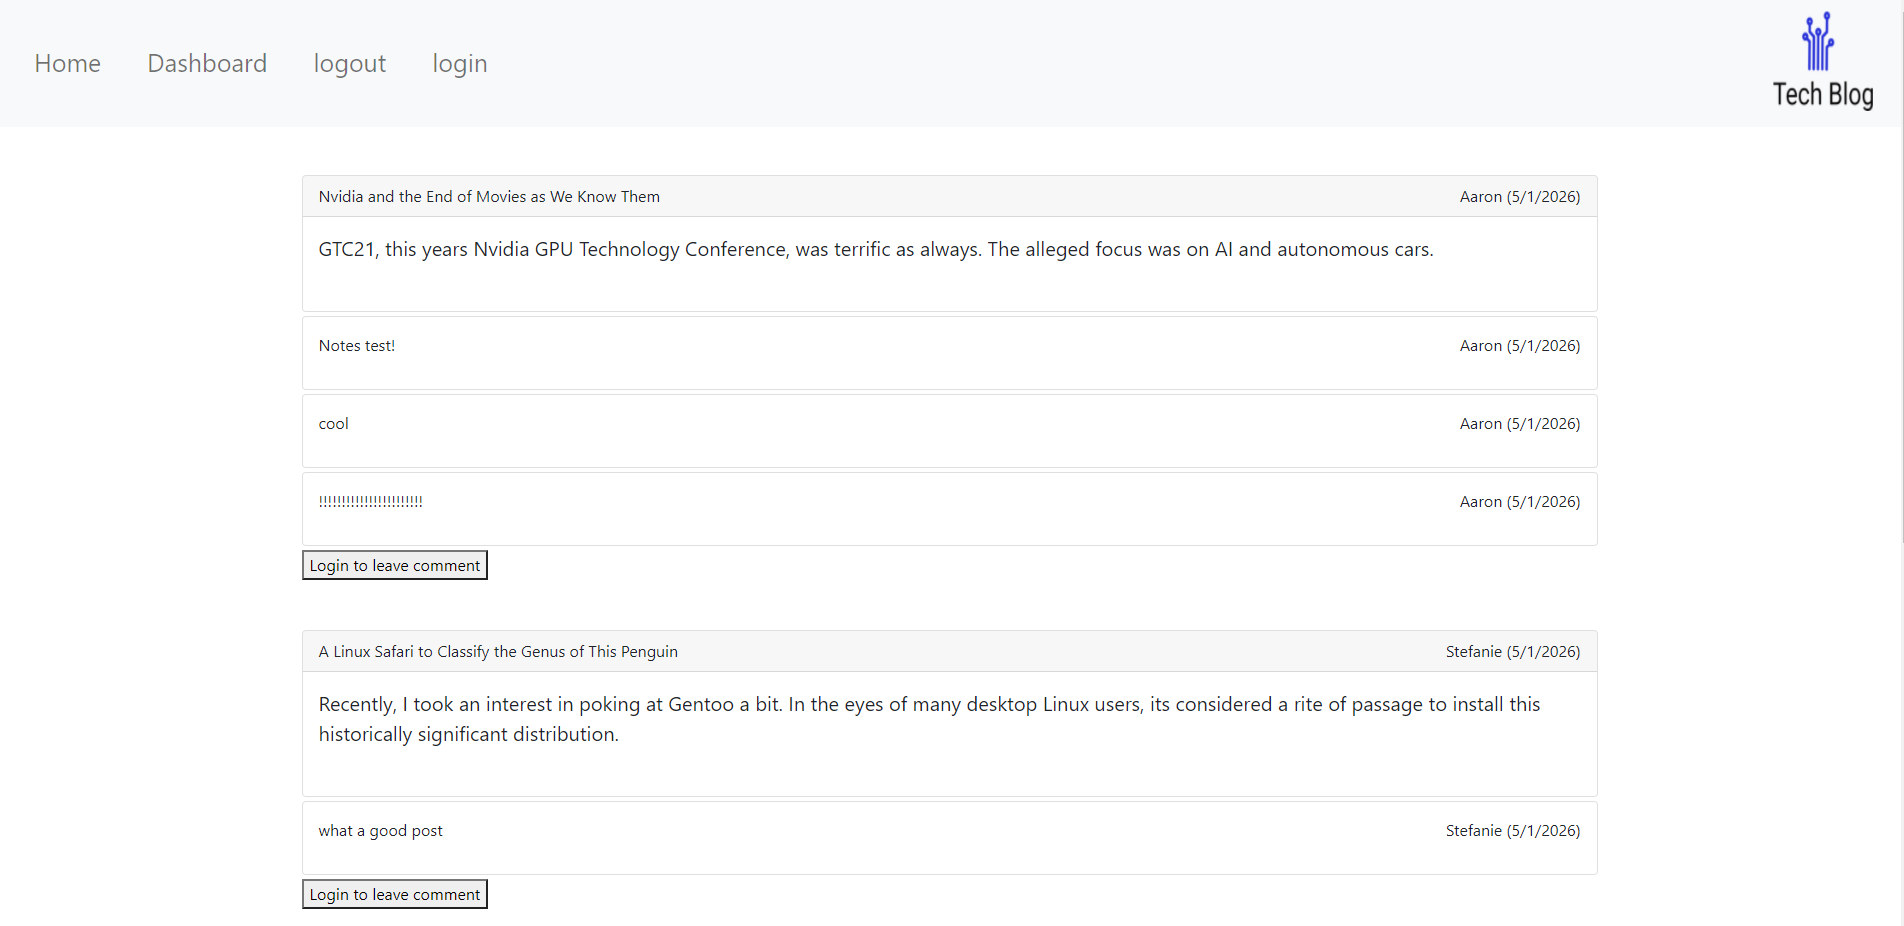 Home Dashboard logout login
Tech Blog
Nvidia and the End of Movies as We Know Them Aaron (5/1/2026)
GTC21, this years Nvidia GPU Technology Conference, was terrific as always. The alleged focus was on AI and autonomous cars.
Notes test! Aaron (5/1/2026)
cool Aaron (5/1/2026)
!!!!!!!!!!!!!!!!!!!!!!! Aaron (5/1/2026)
Login to leave comment
A Linux Safari to Classify the Genus of This Penguin Stefanie (5/1/2026)
Recently, I took an interest in poking at Gentoo a bit. In the eyes of many desktop Linux users, its considered a rite of passage to install this
historically significant distribution.
what a good post Stefanie (5/1/2026)
Login to leave comment